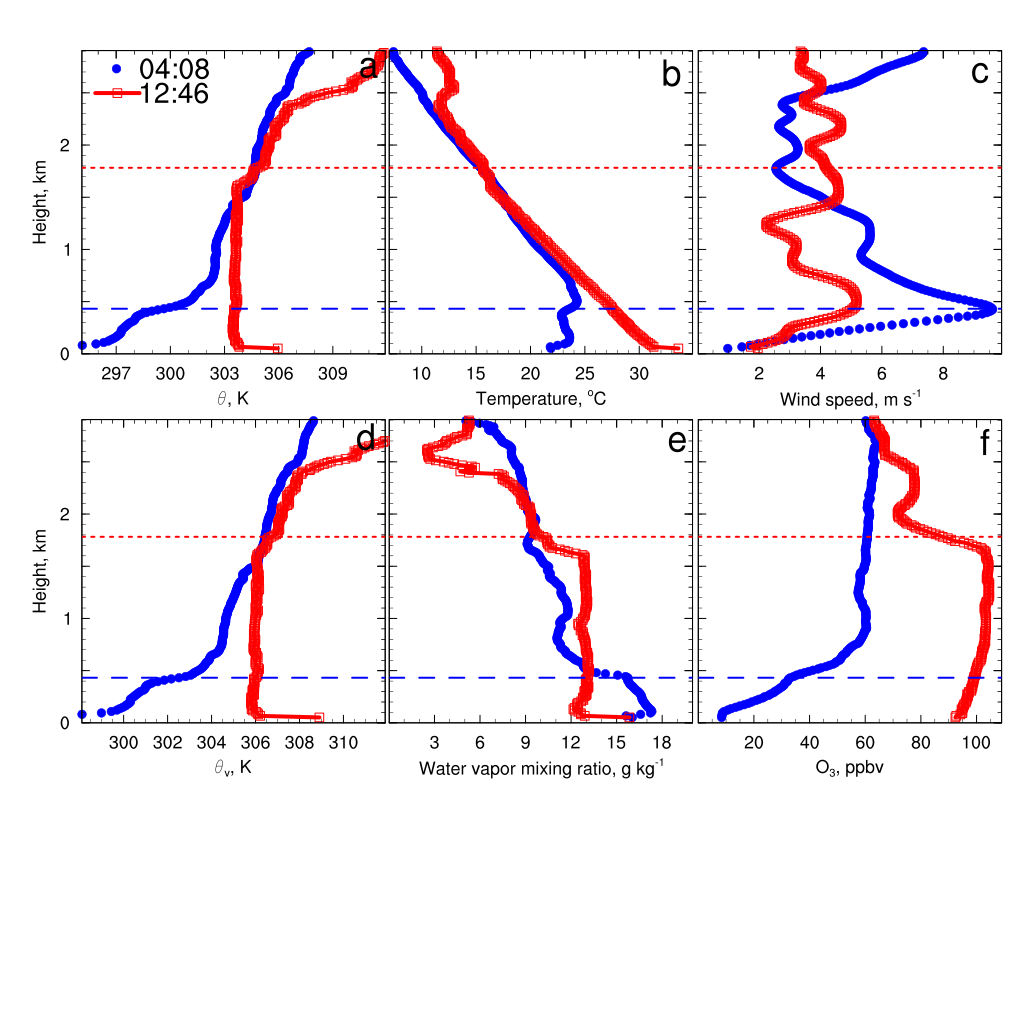 04:08
12:46
a
b
c
2
1
0
Height, km
297 300 303 306 309
10 15 20 25 30
2 4 6 8
θ, K
Temperature, °C
Wind speed, m s⁻¹
d
e
f
2
1
0
Height, km
300 302 304 306 308 310
3 6 9 12 15 18
20 40 60 80 100
θᵥ, K
Water vapor mixing ratio, g kg⁻¹
O₃, ppbv